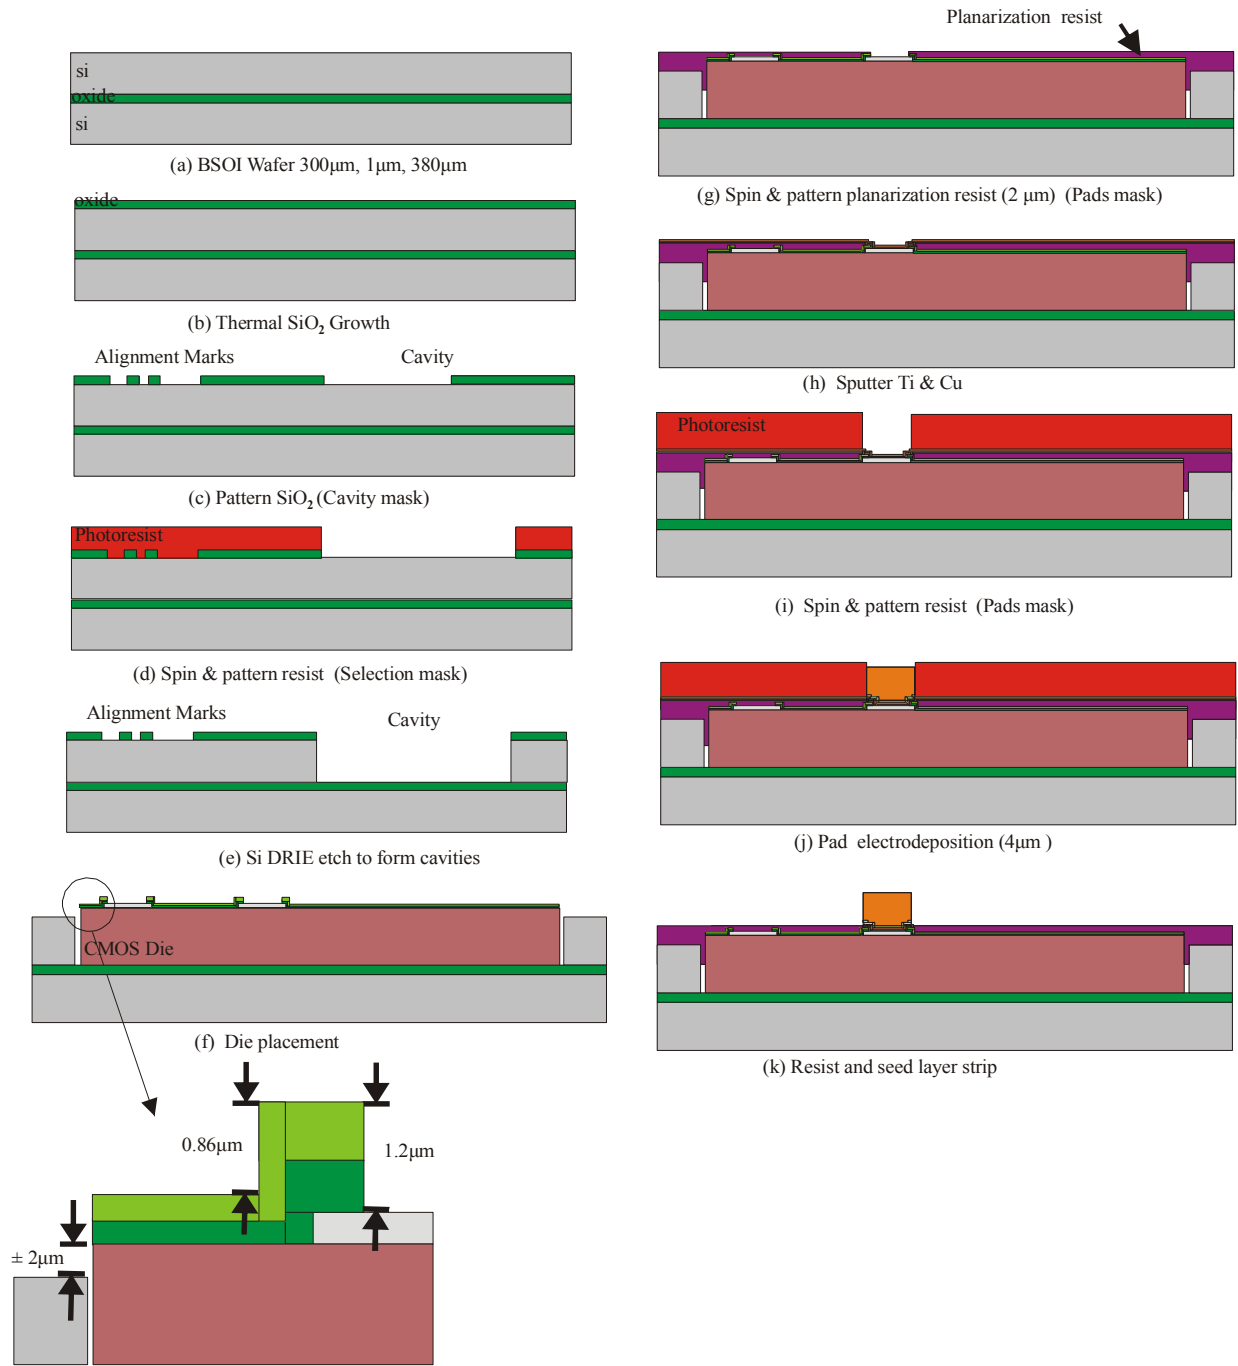 si
oxide
si
(a) BSOI Wafer 300µm, 1µm, 380µm
oxide
(b) Thermal SiO₂ Growth
Alignment Marks Cavity
(c) Pattern SiO₂ (Cavity mask)
Photoresist
(d) Spin & pattern resist (Selection mask)
Alignment Marks Cavity
(e) Si DRIE etch to form cavities
CMOS Die
(f) Die placement
0.86µm
1.2µm
± 2µm
Planarization resist
(g) Spin & pattern planarization resist (2 µm) (Pads mask)
(h) Sputter Ti & Cu
Photoresist
(i) Spin & pattern resist (Pads mask)
(j) Pad electrodeposition (4µm )
(k) Resist and seed layer strip